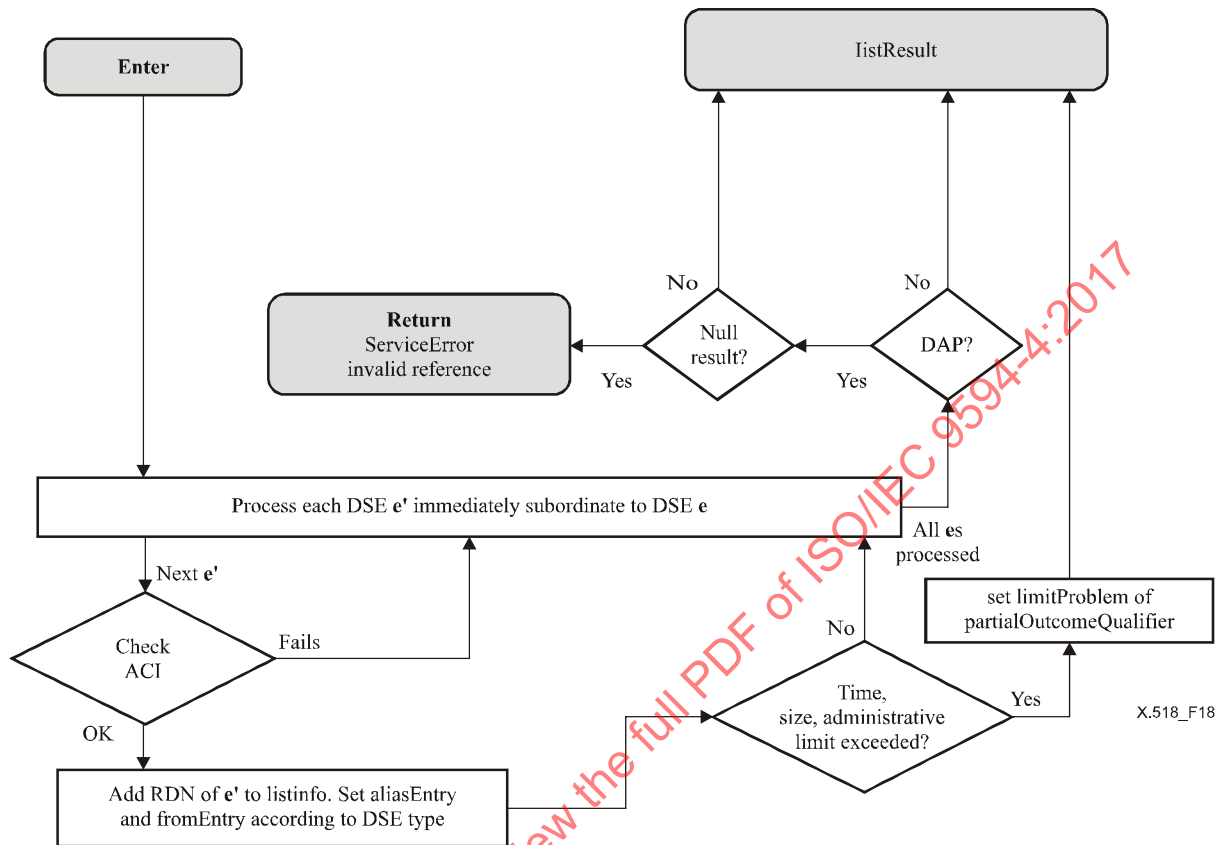 Enter
listResult
No
No
Return
ServiceError
invalid reference
Null
result?
DAP?
Yes
Yes
Process each DSE e' immediately subordinate to DSE e
All es
processed
Next e'
set limitProblem of
partialOutcomeQualifier
Check
ACI
Fails
No
Time,
size, administrative
limit exceeded?
Yes
X.518_F18
OK
Add RDN of e' to listinfo. Set aliasEntry
and fromEntry according to DSE type
ew the full PDF of ISO/IEC 9594-4:2017